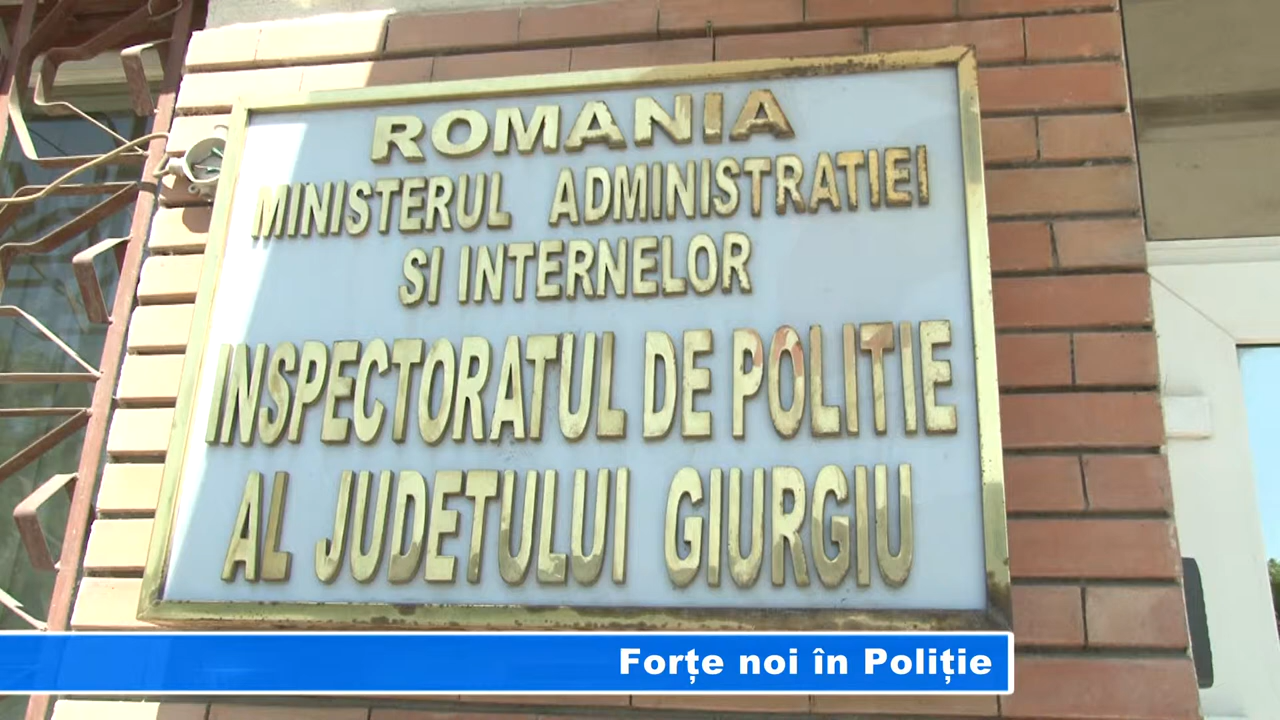 ROMANIA
MINISTERUL ADMINISTRATIEI
SI INTERNELOR
INSPECTORATUL DE POLITIE
AL JUDETULUI GIURGIU
Forțe noi în Poliție